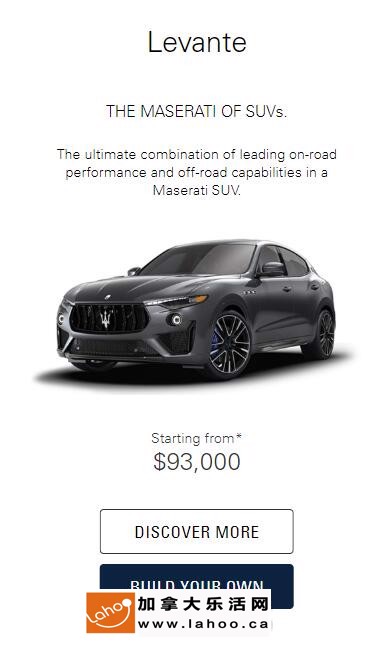 Levante
THE MASERATI OF SUVs.
The ultimate combination of leading on-road
performance and off-road capabilities in a
Maserati SUV.
Starting from*
$93,000
DISCOVER MORE
BUILD YOUR OWN
Lahoo
加拿大乐活网
www.lahoo.ca